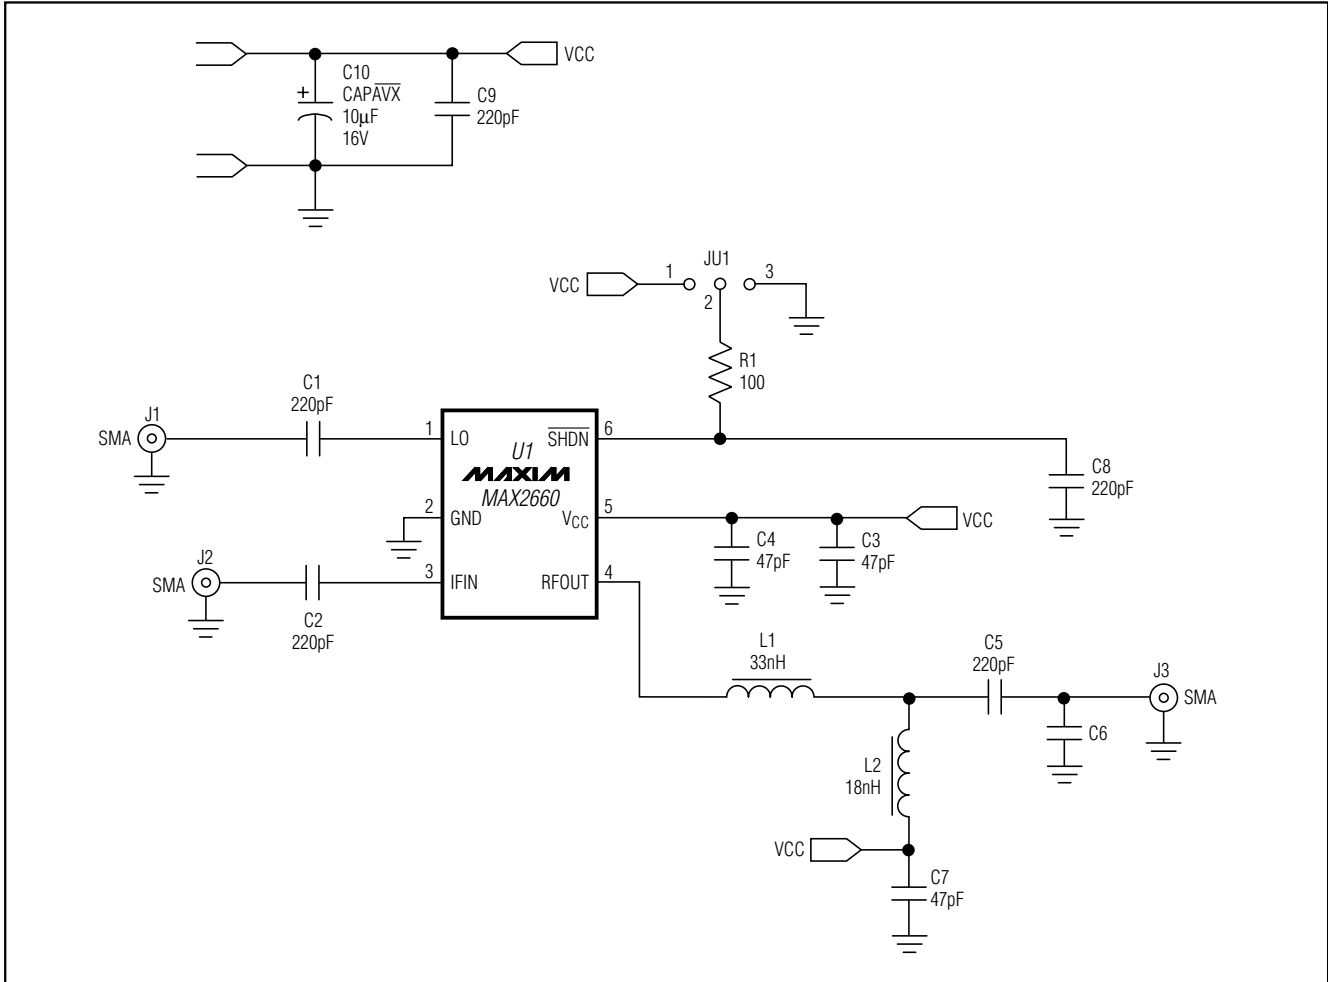 C10
CAPAVX
10µF
16V
+
C9
220pF
VCC
JU1
VCC
1
2
3
R1
100
C1
220pF
J1
SMA
1
LO
U1
MAXIM
MAX2660
SHDN
6
C8
220pF
2
GND
VCC
5
VCC
C4
47pF
C3
47pF
J2
SMA
3
IFIN
RFOUT
4
C2
220pF
L1
33nH
C5
220pF
J3
SMA
C6
L2
18nH
VCC
C7
47pF